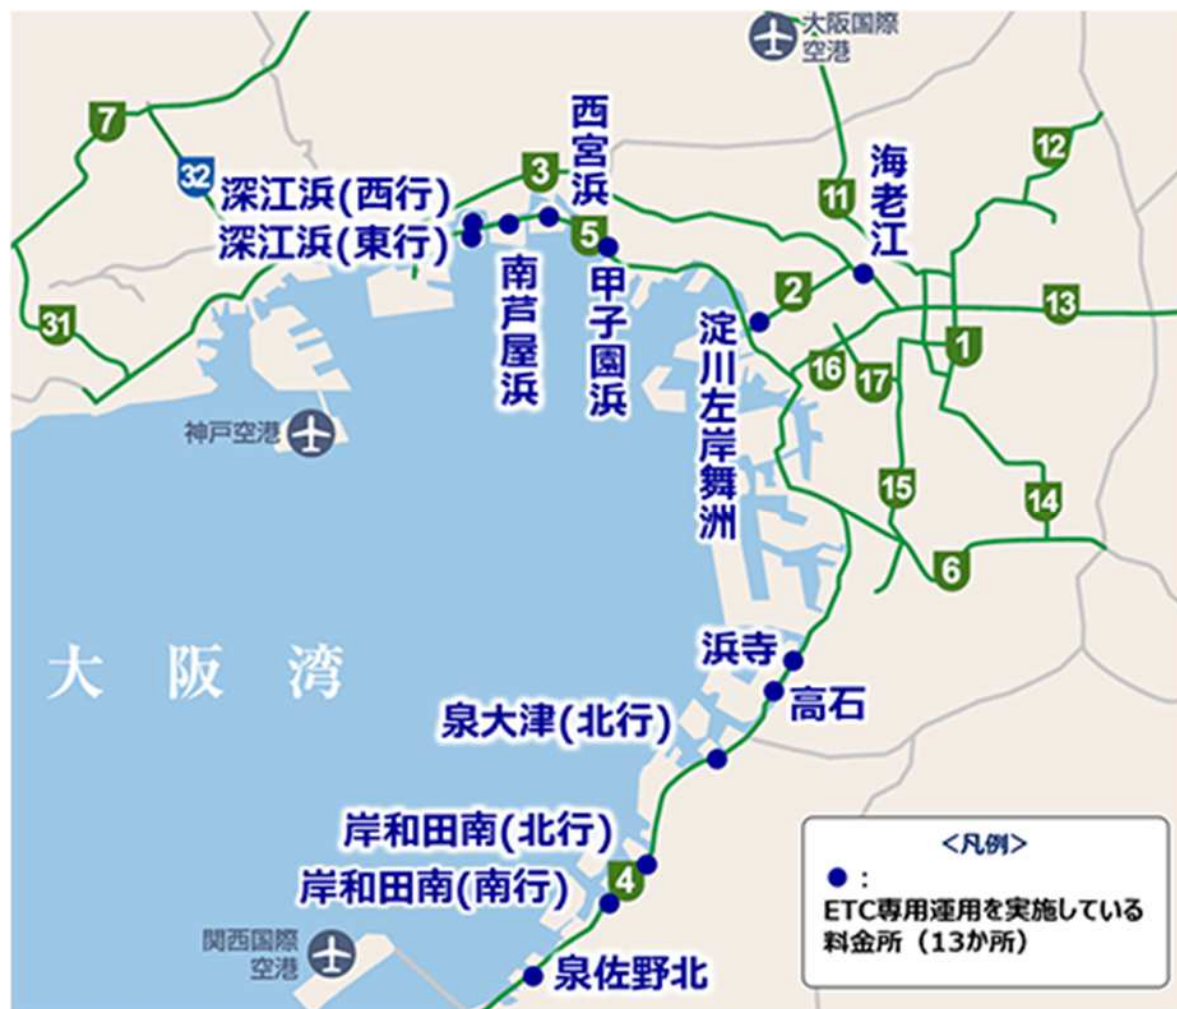 大阪国際
空港
7
32
3
西宮浜
深江浜(西行)
深江浜(東行)
5
南芦屋浜
甲子園浜
11
海老江
12
2
13
淀川左岸舞洲
16
17
1
31
神戸空港
15
14
6
大阪湾
浜寺
高石
泉大津(北行)
岸和田南(北行)
岸和田南(南行)
4
関西国際
空港
泉佐野北
<凡例>
● :
ETC専用運用を実施している
料金所（13か所）